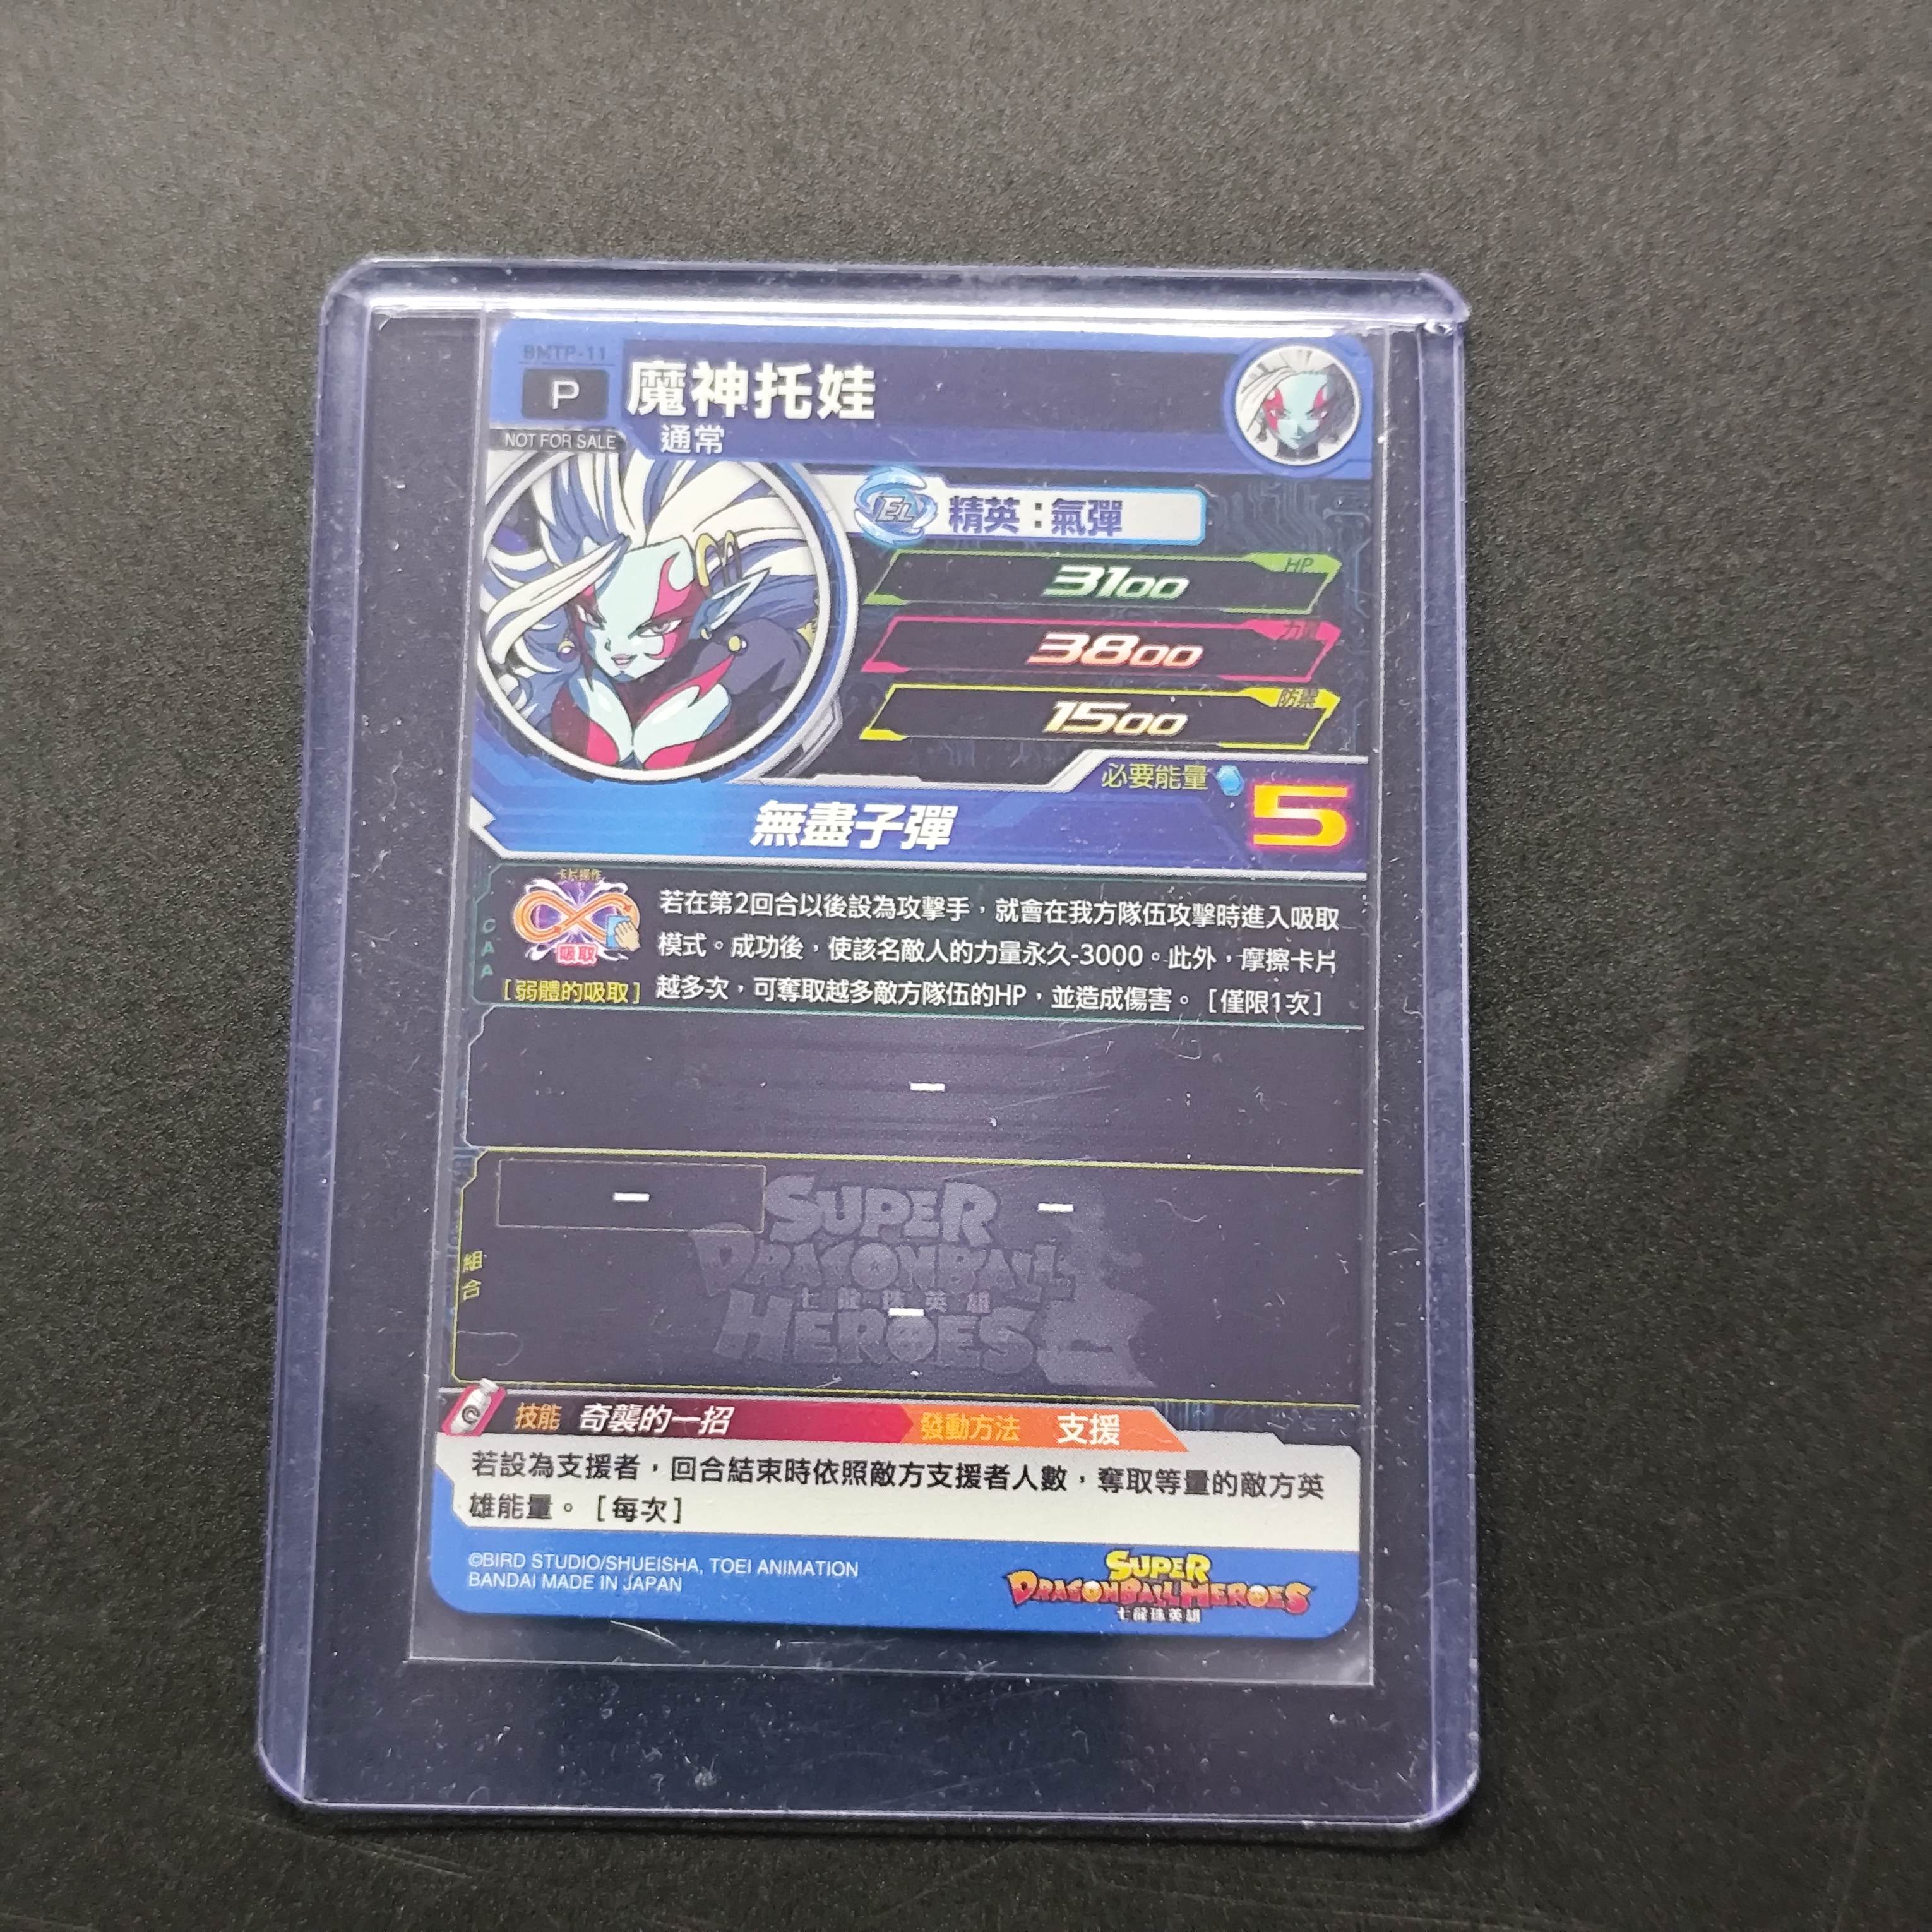 BMTP-11
P
NOT FOR SALE
魔神托娃
通常
EL 精英：氣彈
HP
3100
力量
3800
防禦
1500
必要能量
5
無盡子彈
CAA
卡片操作
吸取
[弱體的吸取]
若在第2回合以後設為攻擊手，就會在我方隊伍攻擊時進入吸取
模式。成功後，使該名敵人的力量永久-3000。此外，摩擦卡片
越多次，可奪取越多敵方隊伍的HP，並造成傷害。［僅限1次］
—
—
—
組合
SUPER
DRAGONBALL
七龍珠英雄
HEROES
—
C 技能 奇襲的一招 發動方法 支援
若設為支援者，回合結束時依照敵方支援者人數，奪取等量的敵方英
雄能量。［每次］
©BIRD STUDIO/SHUEISHA, TOEI ANIMATION
BANDAI MADE IN JAPAN
SUPER
DRAGONBALL HEROES
七龍珠英雄